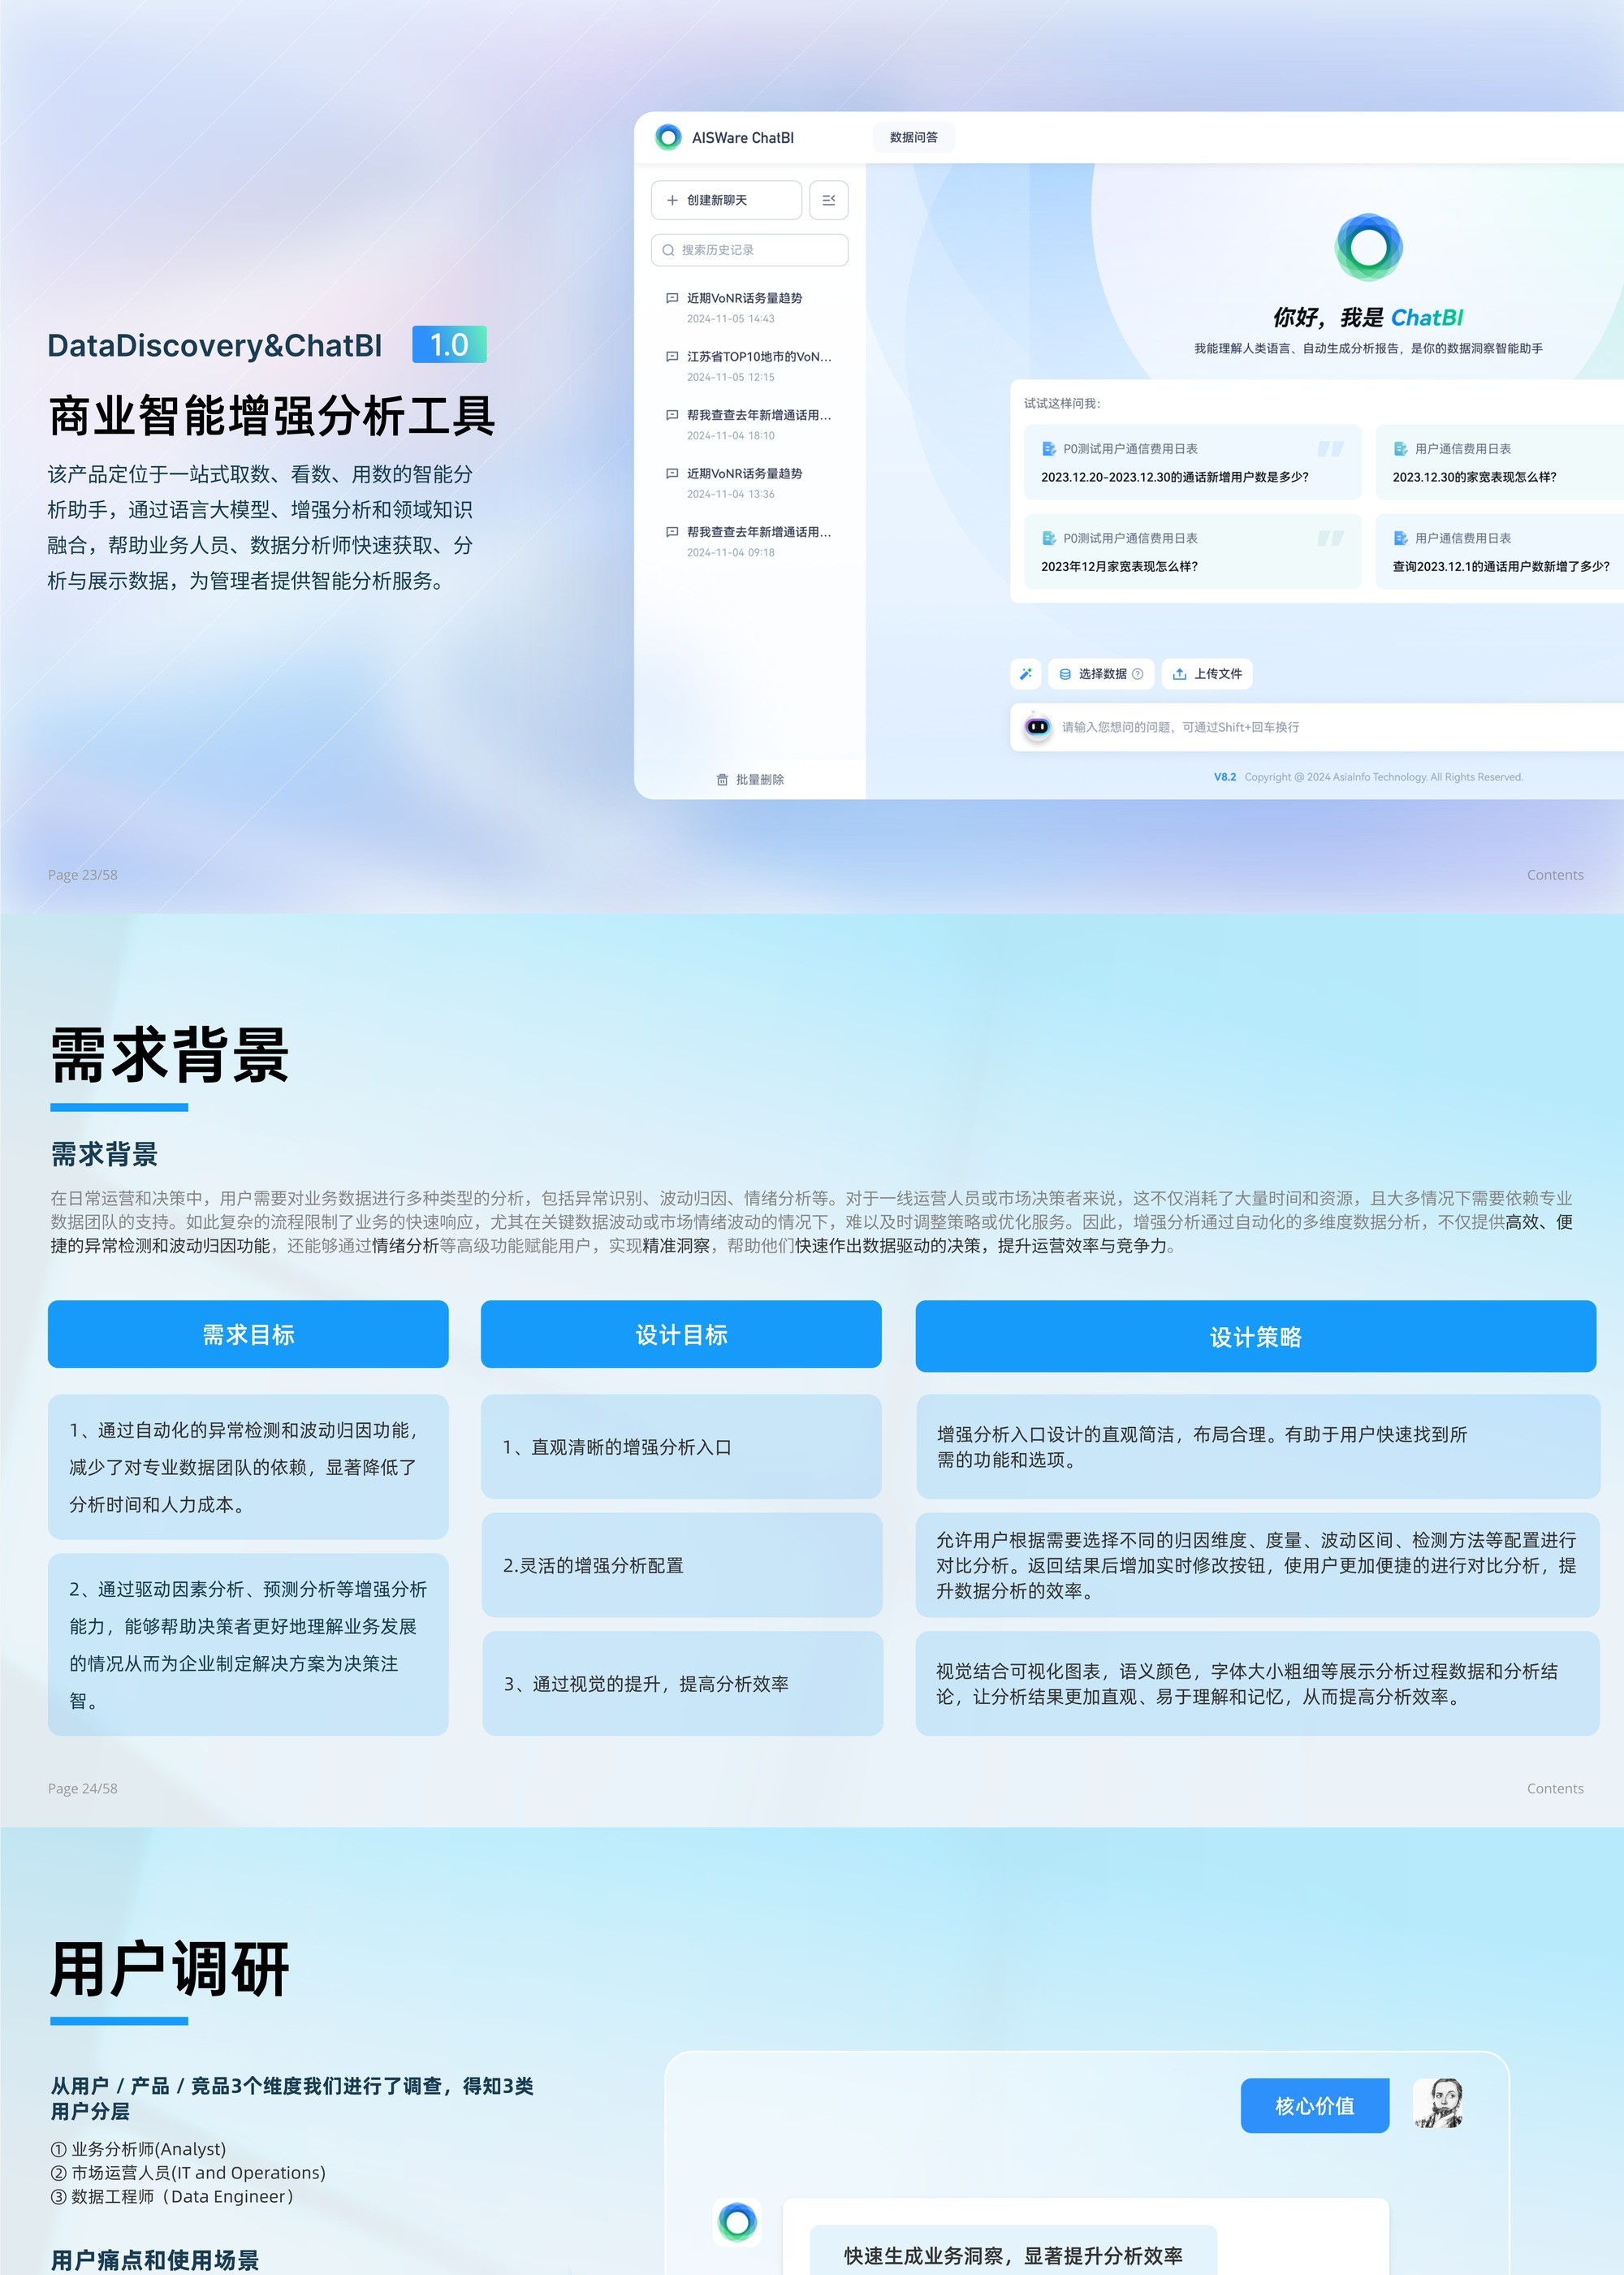 DataDiscovery&ChatBI 1.0
商业智能增强分析工具
该产品定位于一站式取数、看数、用数的智能分
析助手，通过语言大模型、增强分析和领域知识
融合，帮助业务人员、数据分析师快速获取、分
析与展示数据，为管理者提供智能分析服务。
AISWare ChatBI
数据问答
创建新聊天
搜索历史记录
近期VoNR话务量趋势
2024-11-05 14:43
江苏省TOP10地市的VoN...
2024-11-05 12:15
帮我查查去年新增通话用...
2024-11-04 18:10
近期VoNR话务量趋势
2024-11-04 13:36
帮我查查去年新增通话用...
2024-11-04 09:18
批量删除
你好，我是 ChatBI
我能理解人类语言、自动生成分析报告，是你的数据洞察智能助手
试试这样问我：
P0测试用户通信费用日表
2023.12.20-2023.12.30的通话新增用户数是多少？
用户通信费用日表
2023.12.30的家宽表现怎么样？
P0测试用户通信费用日表
2023年12月家宽表现怎么样？
用户通信费用日表
查询2023.12.1的通话用户数新增了多少？
选择数据
上传文件
请输入您想问的问题，可通过Shift+回车换行
V8.2 Copyright @ 2024 AsiaInfo Technology. All Rights Reserved.
Page 23/58
Contents
需求背景
需求背景
在日常运营和决策中，用户需要对业务数据进行多种类型的分析，包括异常识别、波动归因、情绪分析等。对于一线运营人员或市场决策者来说，这不仅消耗了大量时间和资源，且大多情况下需要依赖专业
数据团队的支持。如此复杂的流程限制了业务的快速响应，尤其在关键数据波动或市场情绪波动的情况下，难以及时调整策略或优化服务。因此，增强分析通过自动化的多维度数据分析，不仅提供高效、便
捷的异常检测和波动归因功能，还能够通过情绪分析等高级功能赋能用户，实现精准洞察，帮助他们快速作出数据驱动的决策，提升运营效率与竞争力。
需求目标
1、通过自动化的异常检测和波动归因功能，
减少了对专业数据团队的依赖，显著降低了
分析时间和人力成本。
2、通过驱动因素分析、预测分析等增强分析
能力，能够帮助决策者更好地理解业务发展
的情况从而为企业制定解决方案为决策注
智。
设计目标
1、直观清晰的增强分析入口
2.灵活的增强分析配置
3、通过视觉的提升，提高分析效率
设计策略
增强分析入口设计的直观简洁，布局合理。有助于用户快速找到所
需的功能和选项。
允许用户根据需要选择不同的归因维度、度量、波动区间、检测方法等配置进行
对比分析。返回结果后增加实时修改按钮，使用户更加便捷的进行对比分析，提
升数据分析的效率。
视觉结合可视化图表，语义颜色，字体大小粗细等展示分析过程数据和分析结
论，让分析结果更加直观、易于理解和记忆，从而提高分析效率。
Page 24/58
Contents
用户调研
从用户 / 产品 / 竞品3个维度我们进行了调查，得知3类
用户分层
① 业务分析师(Analyst)
② 市场运营人员(IT and Operations)
③ 数据工程师（Data Engineer）
用户痛点和使用场景
核心价值
快速生成业务洞察，显著提升分析效率